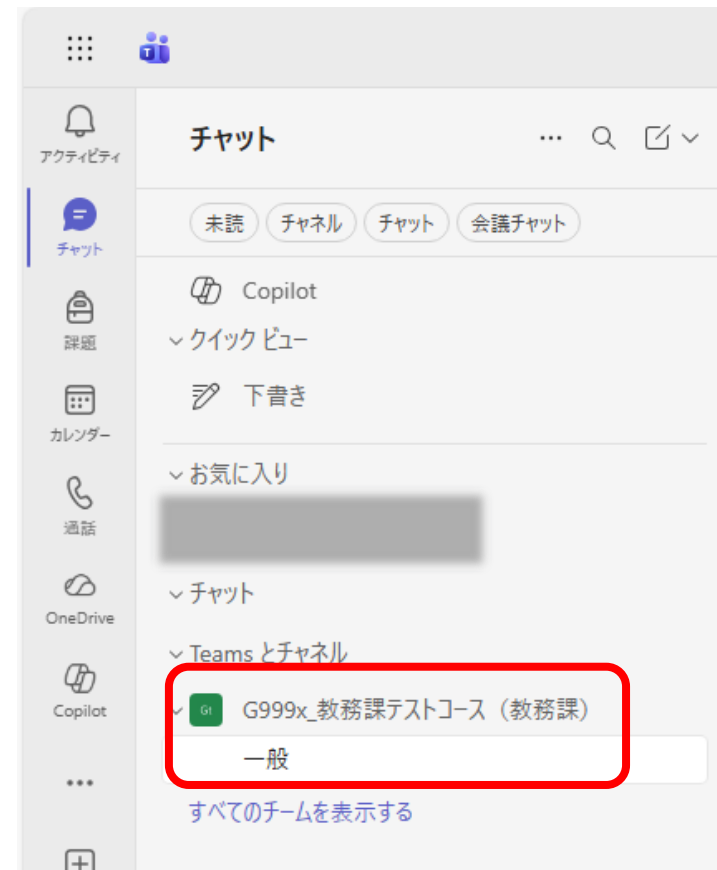 チャット
アクティビティ
チャット
課題
カレンダー
通話
OneDrive
Copilot
未読 チャネル チャット 会議チャット
Copilot
クイック ビュー
下書き
お気に入り
チャット
Teams とチャネル
Gt G999x_教務課テストコース（教務課）
一般
すべてのチームを表示する